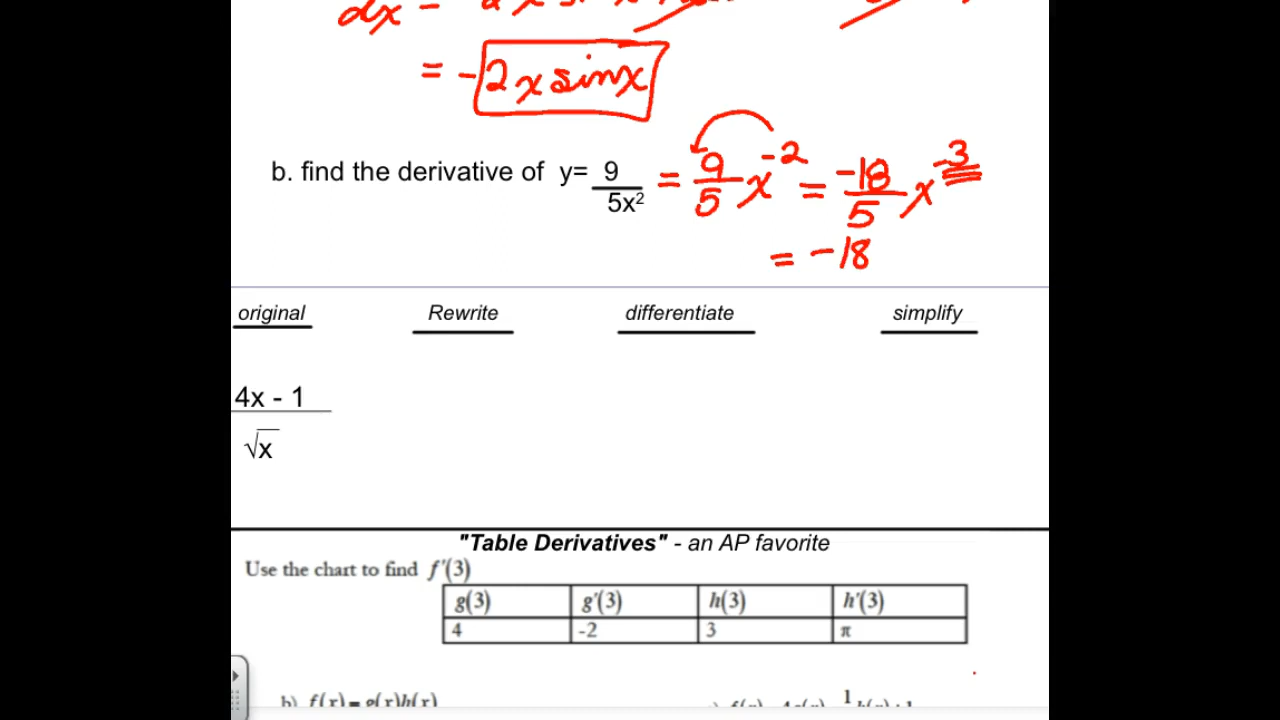 dx =
= -2x sinx
b. find the derivative of y= 9/5x² = 9/5 x⁻² = -18/5 x⁻³
= -18
original Rewrite differentiate simplify
4x - 1
√x
"Table Derivatives" - an AP favorite
Use the chart to find f'(3)
g(3) g'(3) h(3) h'(3)
4 -2 3 π
b) f(x) = g(x)h(x)